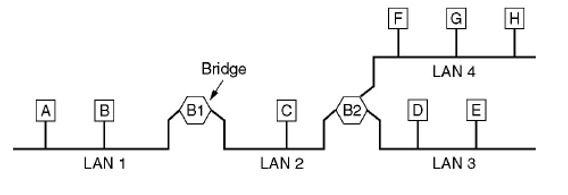 F G H
Bridge
LAN 4
A B B1 C B2 D E
LAN 1 LAN 2 LAN 3